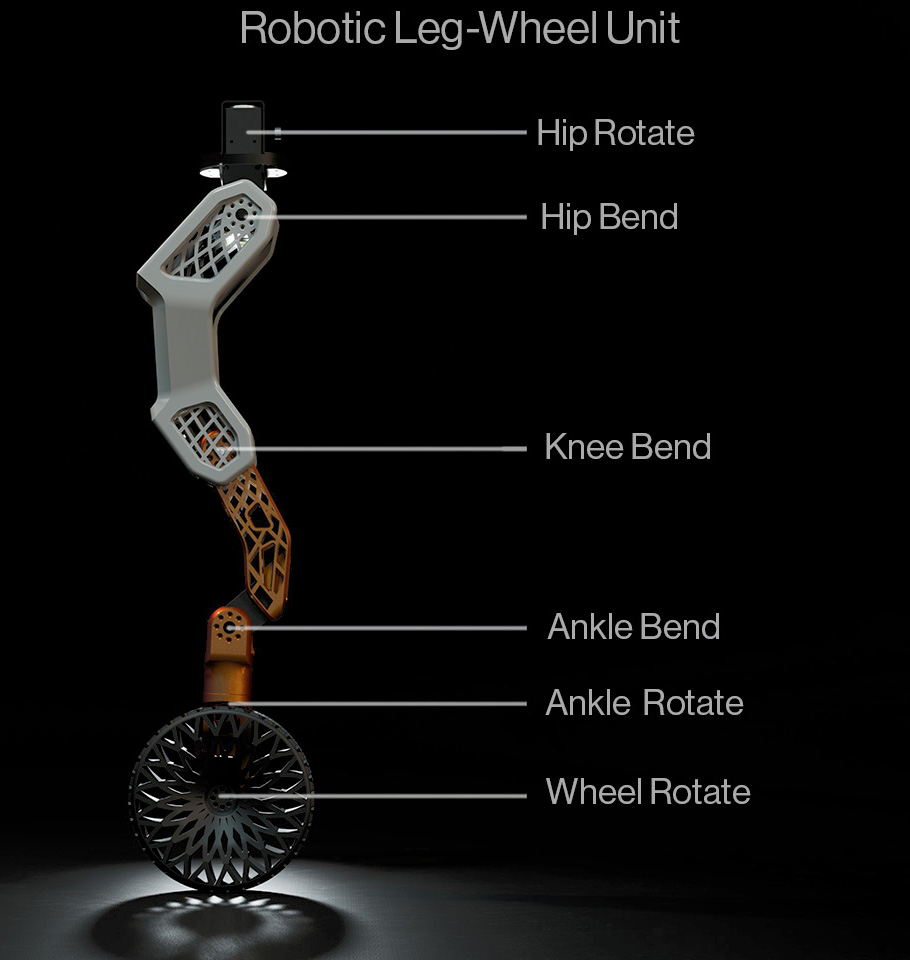 Robotic Leg-Wheel Unit
Hip Rotate
Hip Bend
Knee Bend
Ankle Bend
Ankle Rotate
Wheel Rotate